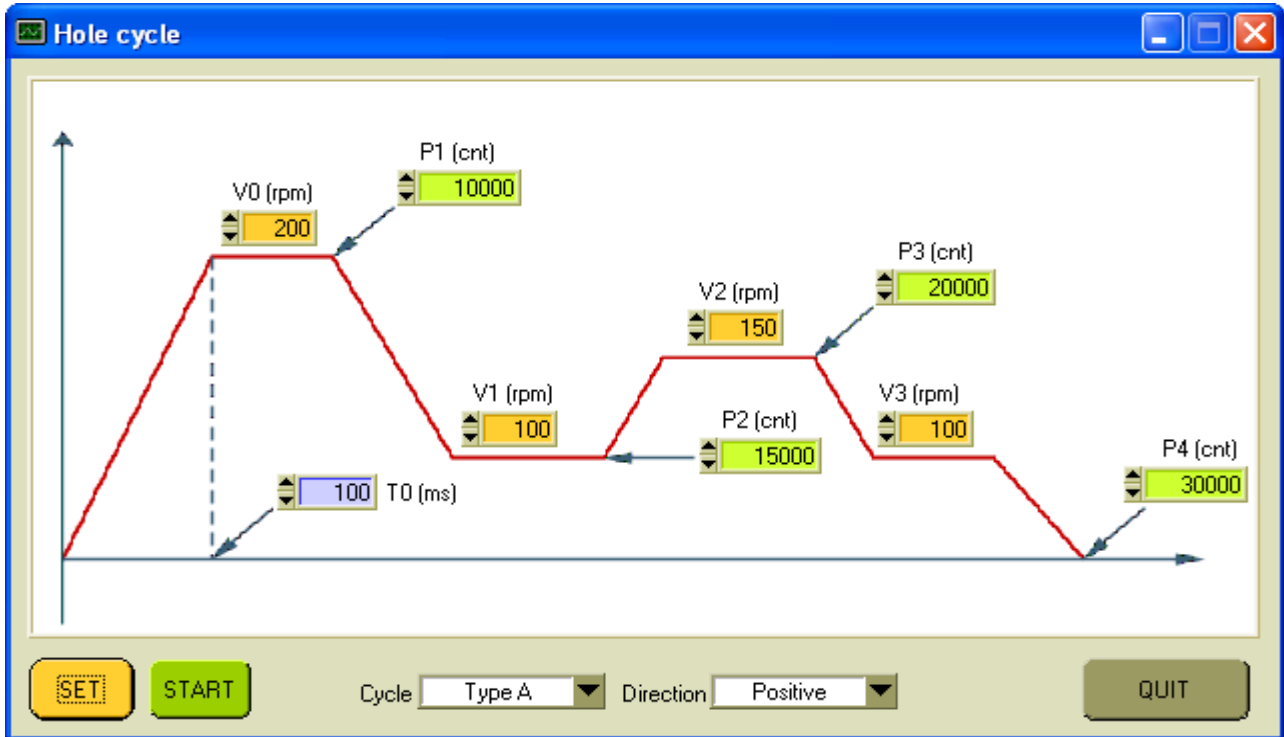 Hole cycle
P1 (cnt)
10000
V0 (rpm)
200
P3 (cnt)
20000
V2 (rpm)
150
V1 (rpm)
100
P2 (cnt)
15000
V3 (rpm)
100
P4 (cnt)
30000
100 T0 (ms)
SET START Cycle Type A Direction Positive QUIT